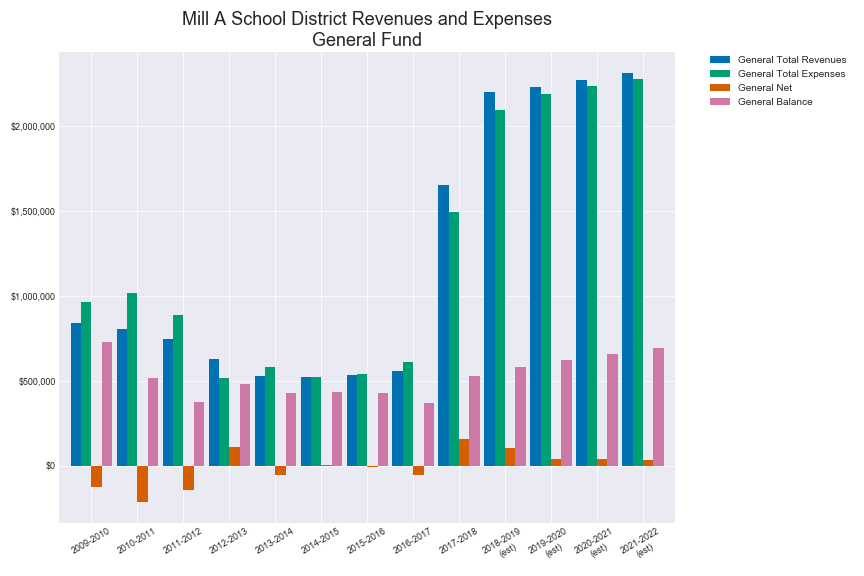 Mill A School District Revenues and Expenses
General Fund
General Total Revenues
General Total Expenses
General Net
General Balance
$2,000,000
$1,500,000
$1,000,000
$500,000
$0
2009-2010
2010-2011
2011-2012
2012-2013
2013-2014
2014-2015
2015-2016
2016-2017
2017-2018
2018-2019
(est)
2019-2020
(est)
2020-2021
(est)
2021-2022
(est)